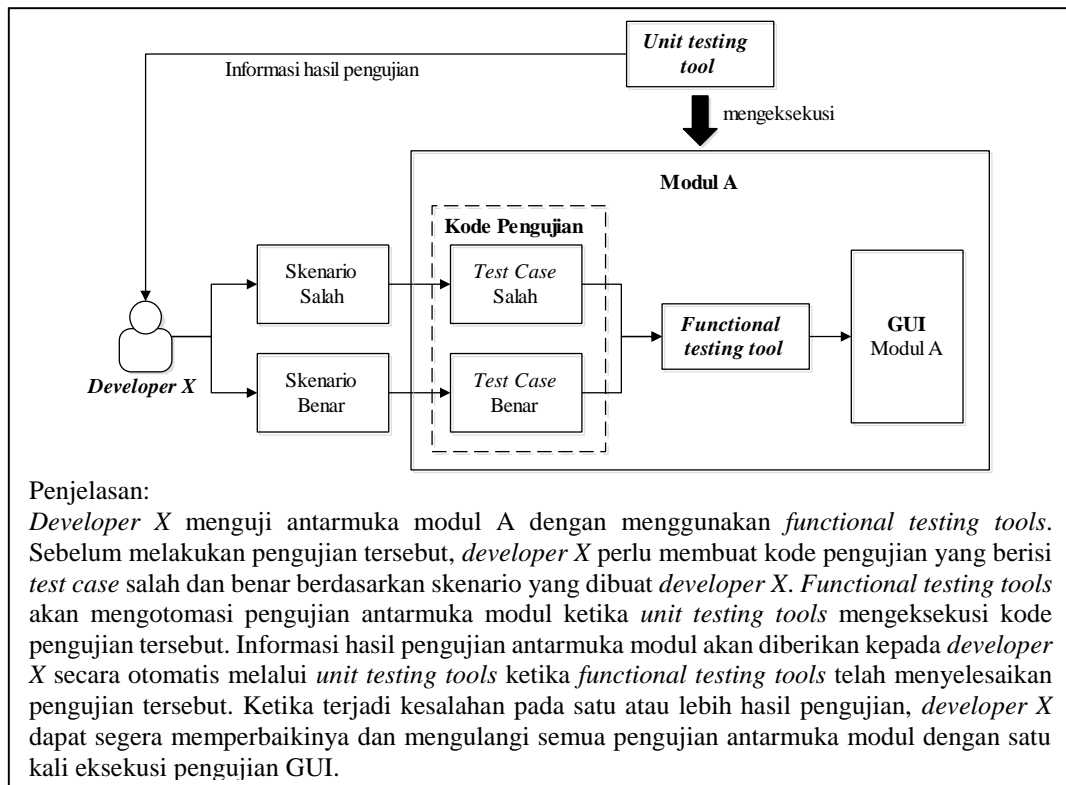 Unit testing
tool
Informasi hasil pengujian
mengeksekusi
Modul A
Kode Pengujian
Skenario
Salah
Test Case
Salah
Functional
testing tool
GUI
Modul A
Developer X
Skenario
Benar
Test Case
Benar
Penjelasan:
Developer X menguji antarmuka modul A dengan menggunakan functional testing tools.
Sebelum melakukan pengujian tersebut, developer X perlu membuat kode pengujian yang berisi
test case salah dan benar berdasarkan skenario yang dibuat developer X. Functional testing tools
akan mengotomasi pengujian antarmuka modul ketika unit testing tools mengeksekusi kode
pengujian tersebut. Informasi hasil pengujian antarmuka modul akan diberikan kepada developer
X secara otomatis melalui unit testing tools ketika functional testing tools telah menyelesaikan
pengujian tersebut. Ketika terjadi kesalahan pada satu atau lebih hasil pengujian, developer X
dapat segera memperbaikinya dan mengulangi semua pengujian antarmuka modul dengan satu
kali eksekusi pengujian GUI.